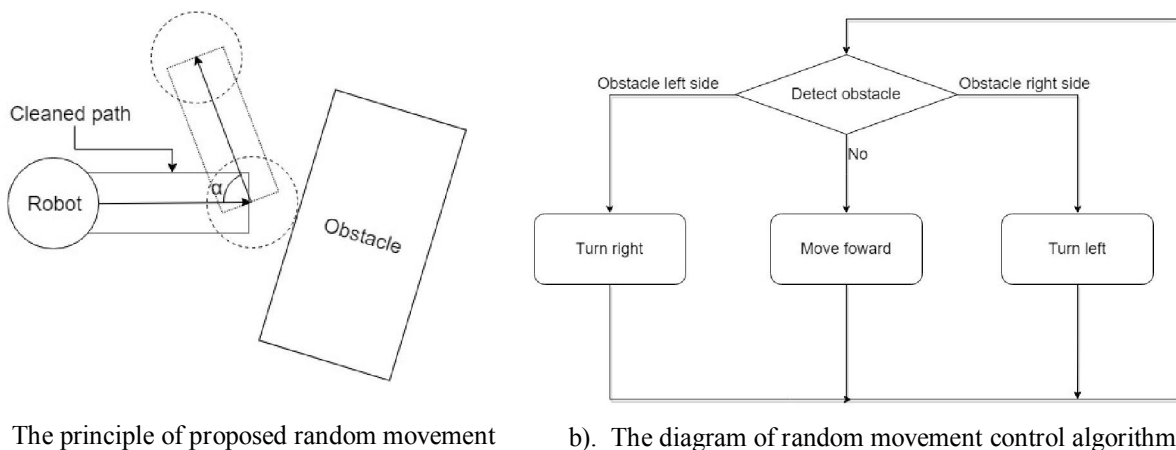 Cleaned path
Robot
α
Obstacle
The principle of proposed random movement
Obstacle left side
Detect obstacle
Obstacle right side
No
Turn right
Move foward
Turn left
b). The diagram of random movement control algorithm